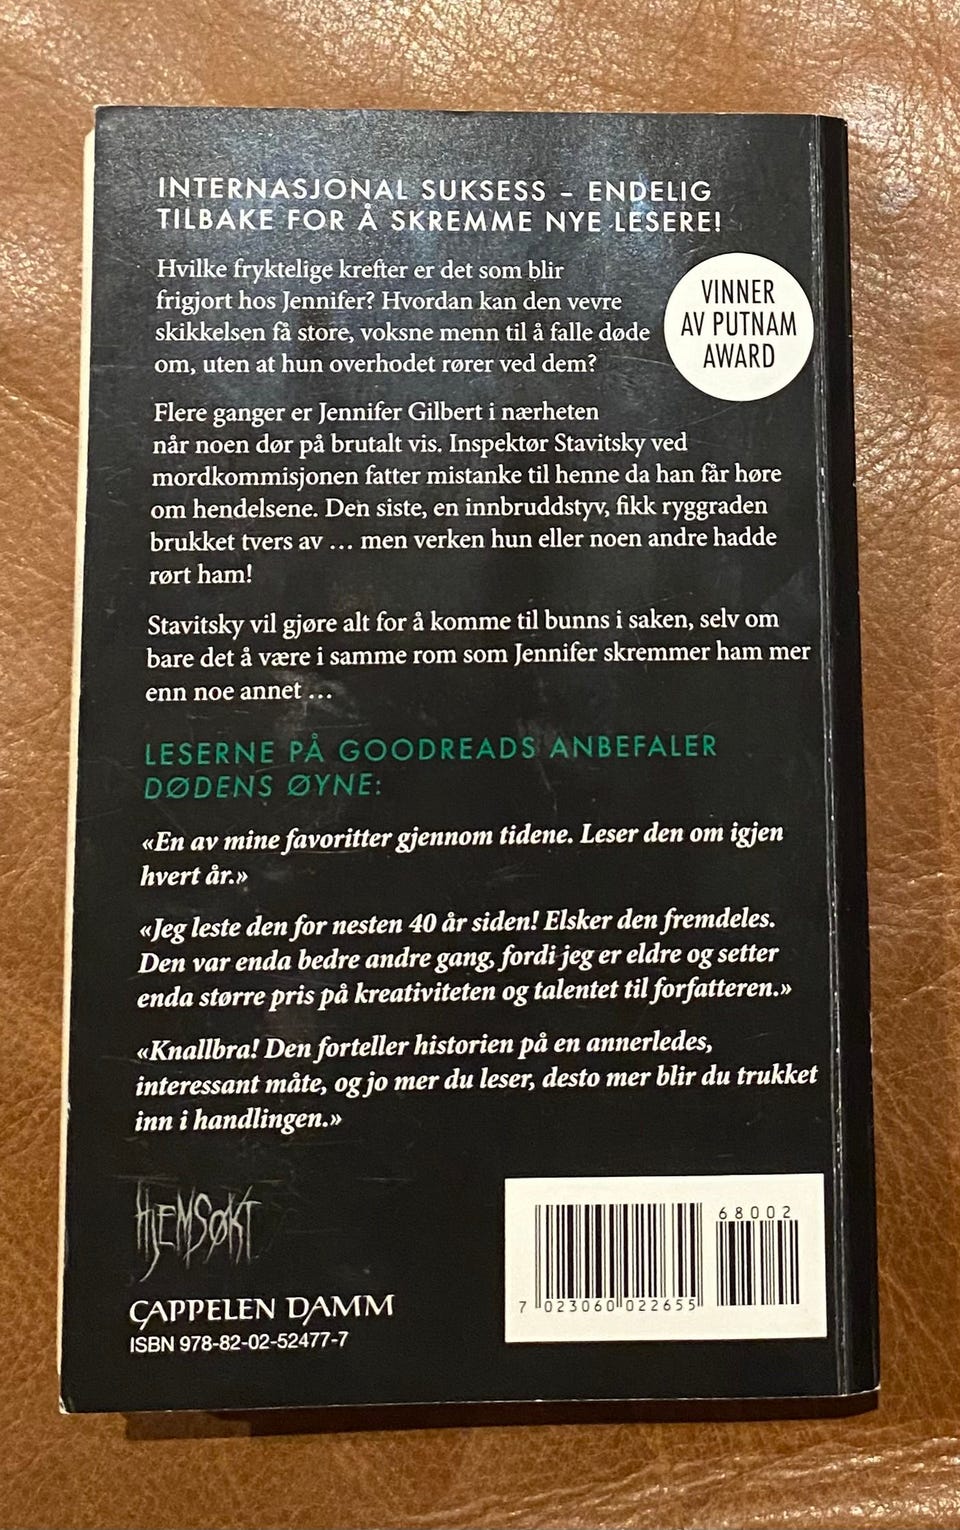 INTERNASJONAL SUKSESS – ENDELIG
TILBAKE FOR Å SKREMME NYE LESERE!
Hvilke fryktelige krefter er det som blir
frigjort hos Jennifer? Hvordan kan den vevre
skikkelsen få store, voksne menn til å falle døde
om, uten at hun overhodet rører ved dem?
VINNER
AV PUTNAM
AWARD
Flere ganger er Jennifer Gilbert i nærheten
når noen dør på brutalt vis. Inspektør Stavitsky ved
mordkommisjonen fatter mistanke til henne da han får høre
om hendelsene. Den siste, en innbruddstyv, fikk ryggraden
brukket tvers av … men verken hun eller noen andre hadde
rørt ham!
Stavitsky vil gjøre alt for å komme til bunns i saken, selv om
bare det å være i samme rom som Jennifer skremmer ham mer
enn noe annet …
LESERNE PÅ GOODREADS ANBEFALER
DØDENS ØYNE:
«En av mine favoritter gjennom tidene. Leser den om igjen
hvert år.»
«Jeg leste den for nesten 40 år siden! Elsker den fremdeles.
Den var enda bedre andre gang, fordi jeg er eldre og setter
enda større pris på kreativiteten og talentet til forfatteren.»
«Knallbra! Den forteller historien på en annerledes,
interessant måte, og jo mer du leser, desto mer blir du trukket
inn i handlingen.»
HJEMSØKT
CAPPELEN DAMM
ISBN 978-82-02-52477-7
68002
7 023060 022655